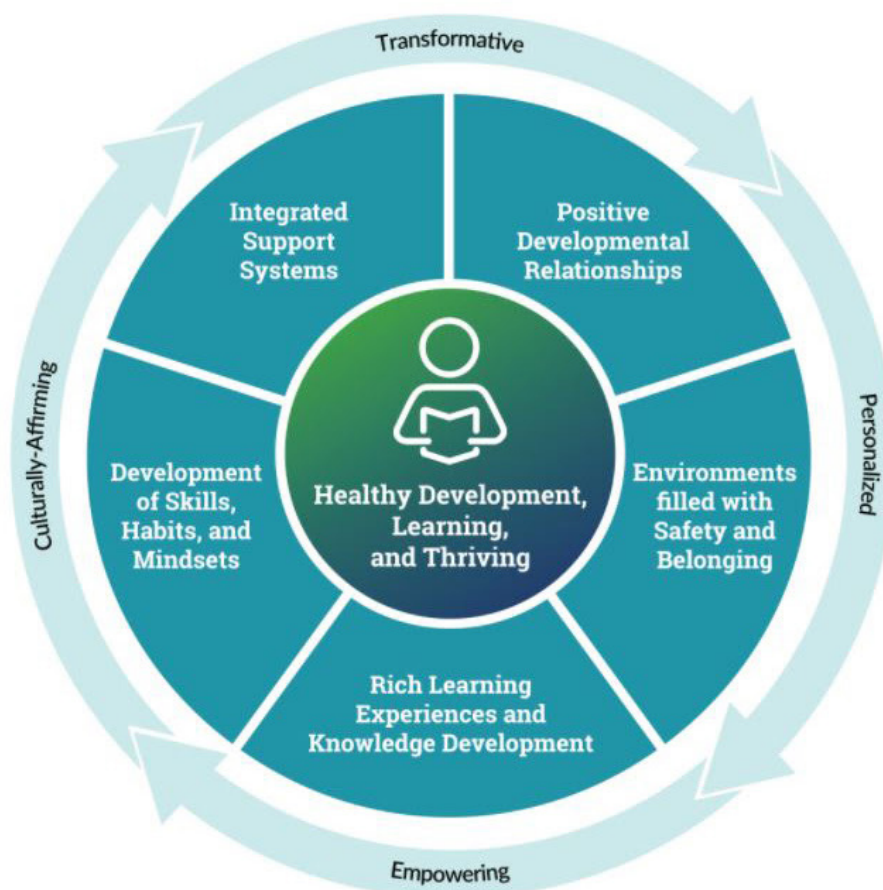 Transformative
Integrated
Support
Systems
Positive
Developmental
Relationships
Culturally-Affirming
Personalized
Development
of Skills,
Habits, and
Mindsets
Healthy Development,
Learning,
and Thriving
Environments
filled with
Safety and
Belonging
Rich Learning
Experiences and
Knowledge Development
Empowering